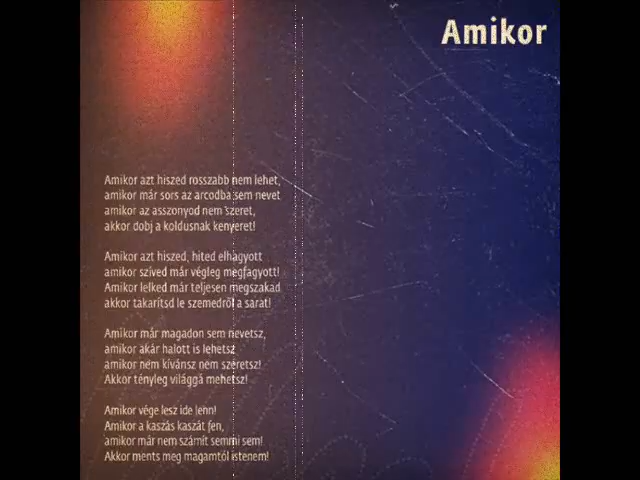 Amikor
Amikor azt hiszed rosszabb nem lehet,
amikor már sors az arcodba sem nevet
amikor az asszonyod nem szeret,
akkor dobj a koldusnak kenyeret!
Amikor azt hiszed, hited elhagyott
amikor szíved már végleg megfagyott!
Amikor lelked már teljesen megszakad
akkor takarítsd le szemedről a sarat!
Amikor már magadon sem nevetsz,
amikor akár halott is lehetsz
amikor nem kívánsz nem szeretsz!
Akkor tényleg világgá mehetsz!
Amikor vége lesz ide lenn!
Amikor a kaszás kaszát fen,
amikor már nem számít semmi sem!
Akkor ments meg magamtól istenem!